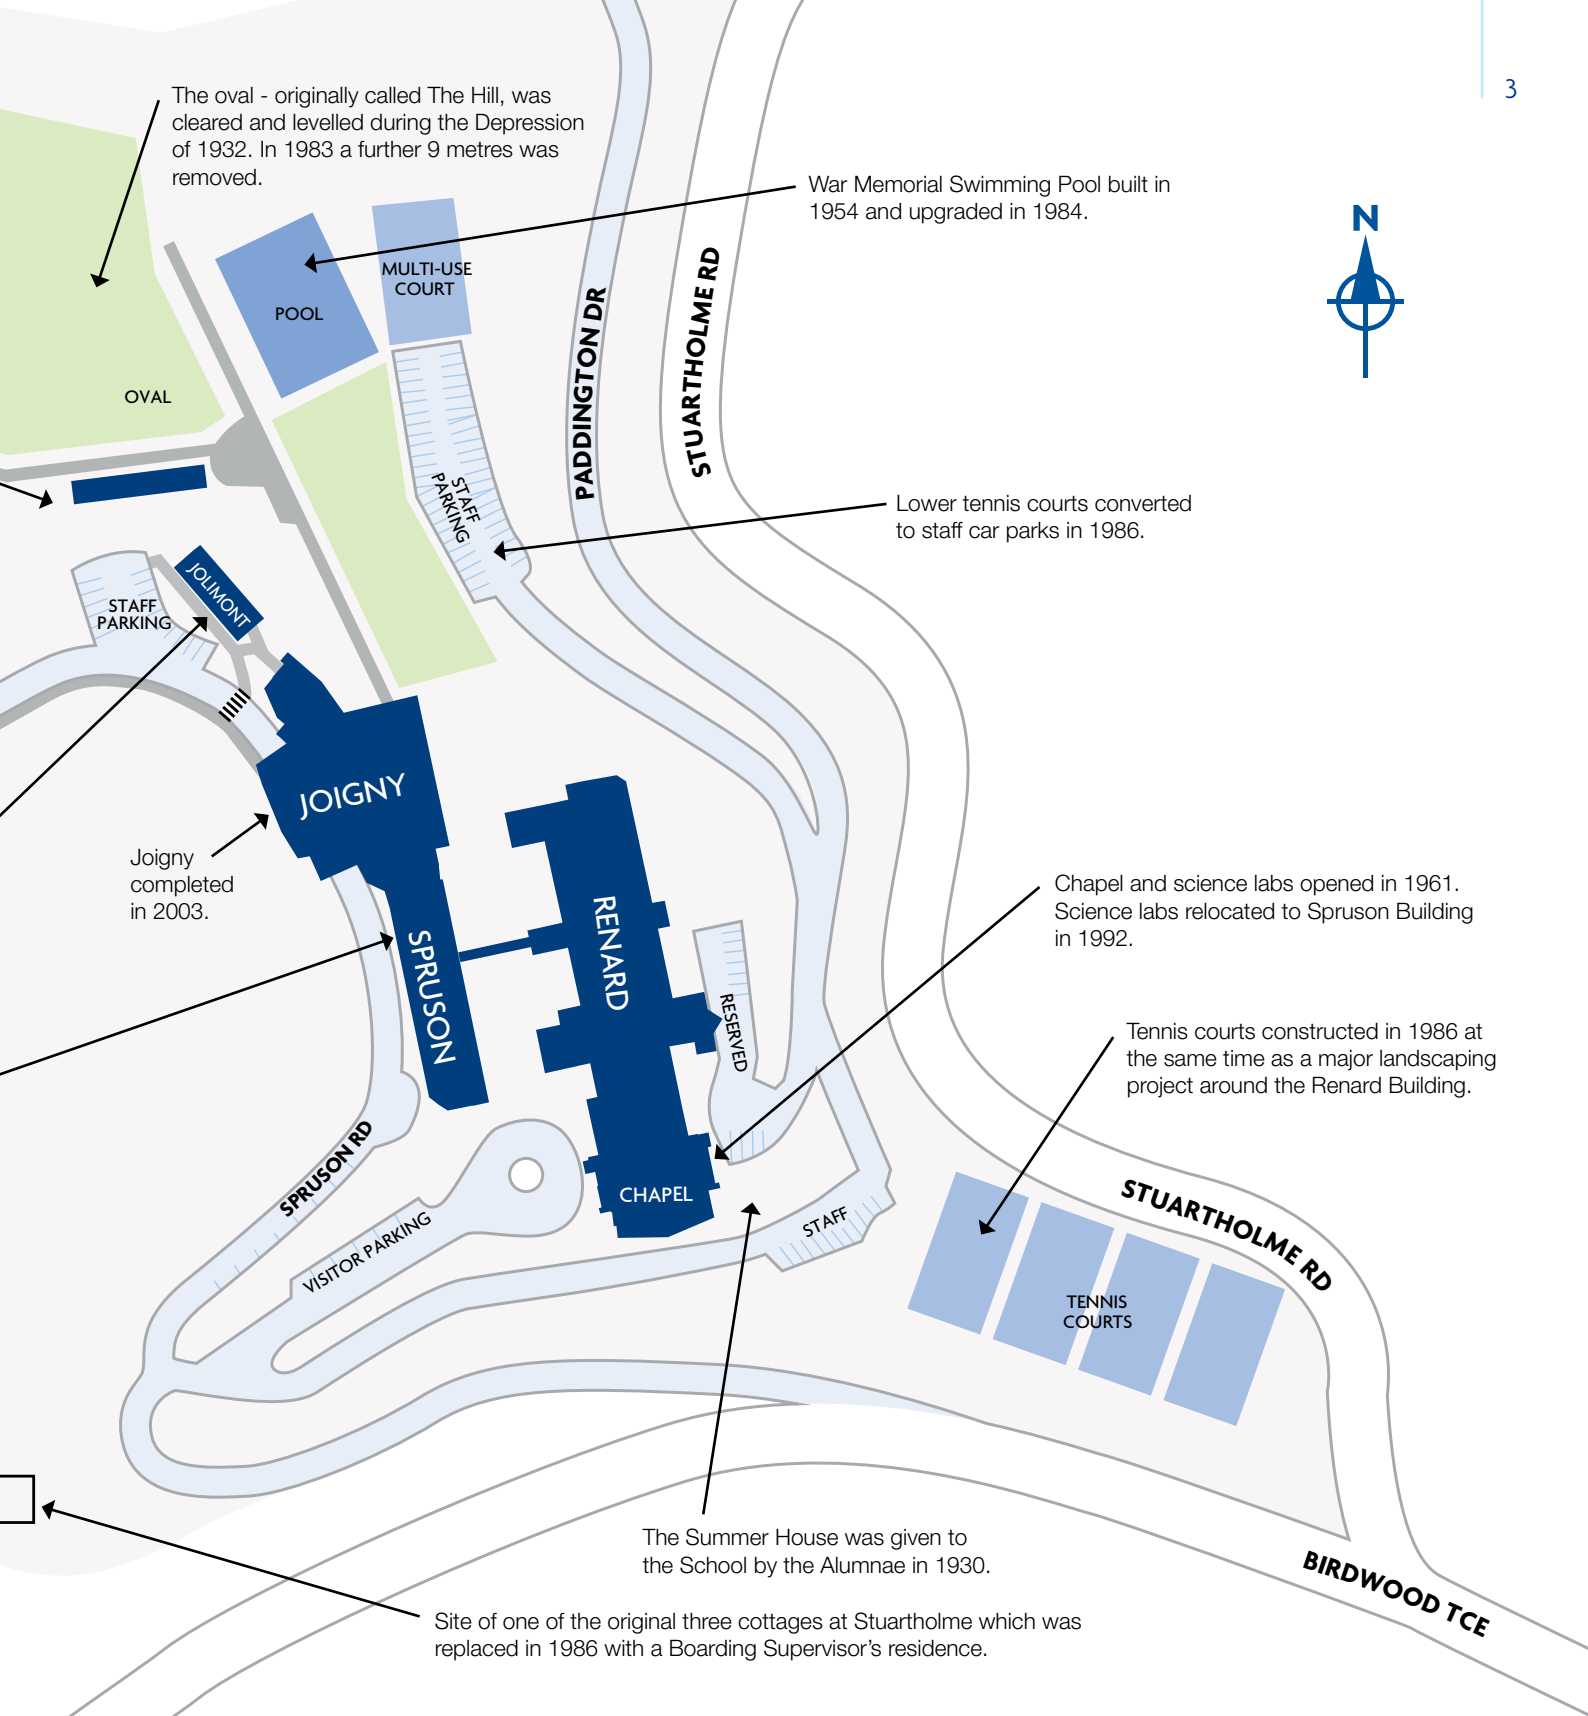 3
The oval - originally called The Hill, was
cleared and levelled during the Depression
of 1932. In 1983 a further 9 metres was
removed.
War Memorial Swimming Pool built in
1954 and upgraded in 1984.
N
MULTI-USE
COURT
POOL
PADDINGTON DR
STUARTHOLME RD
OVAL
STAFF
PARKING
Lower tennis courts converted
to staff car parks in 1986.
JOLIMONT
STAFF
PARKING
JOIGNY
Joigny
completed
in 2003.
Chapel and science labs opened in 1961.
Science labs relocated to Spruson Building
in 1992.
RENARD
SPRUSON
RESERVED
Tennis courts constructed in 1986 at
the same time as a major landscaping
project around the Renard Building.
SPRUSON RD
CHAPEL
STAFF
STUARTHOLME RD
VISITOR PARKING
TENNIS
COURTS
The Summer House was given to
the School by the Alumnae in 1930.
BIRDWOOD TCE
Site of one of the original three cottages at Stuartholme which was
replaced in 1986 with a Boarding Supervisor's residence.